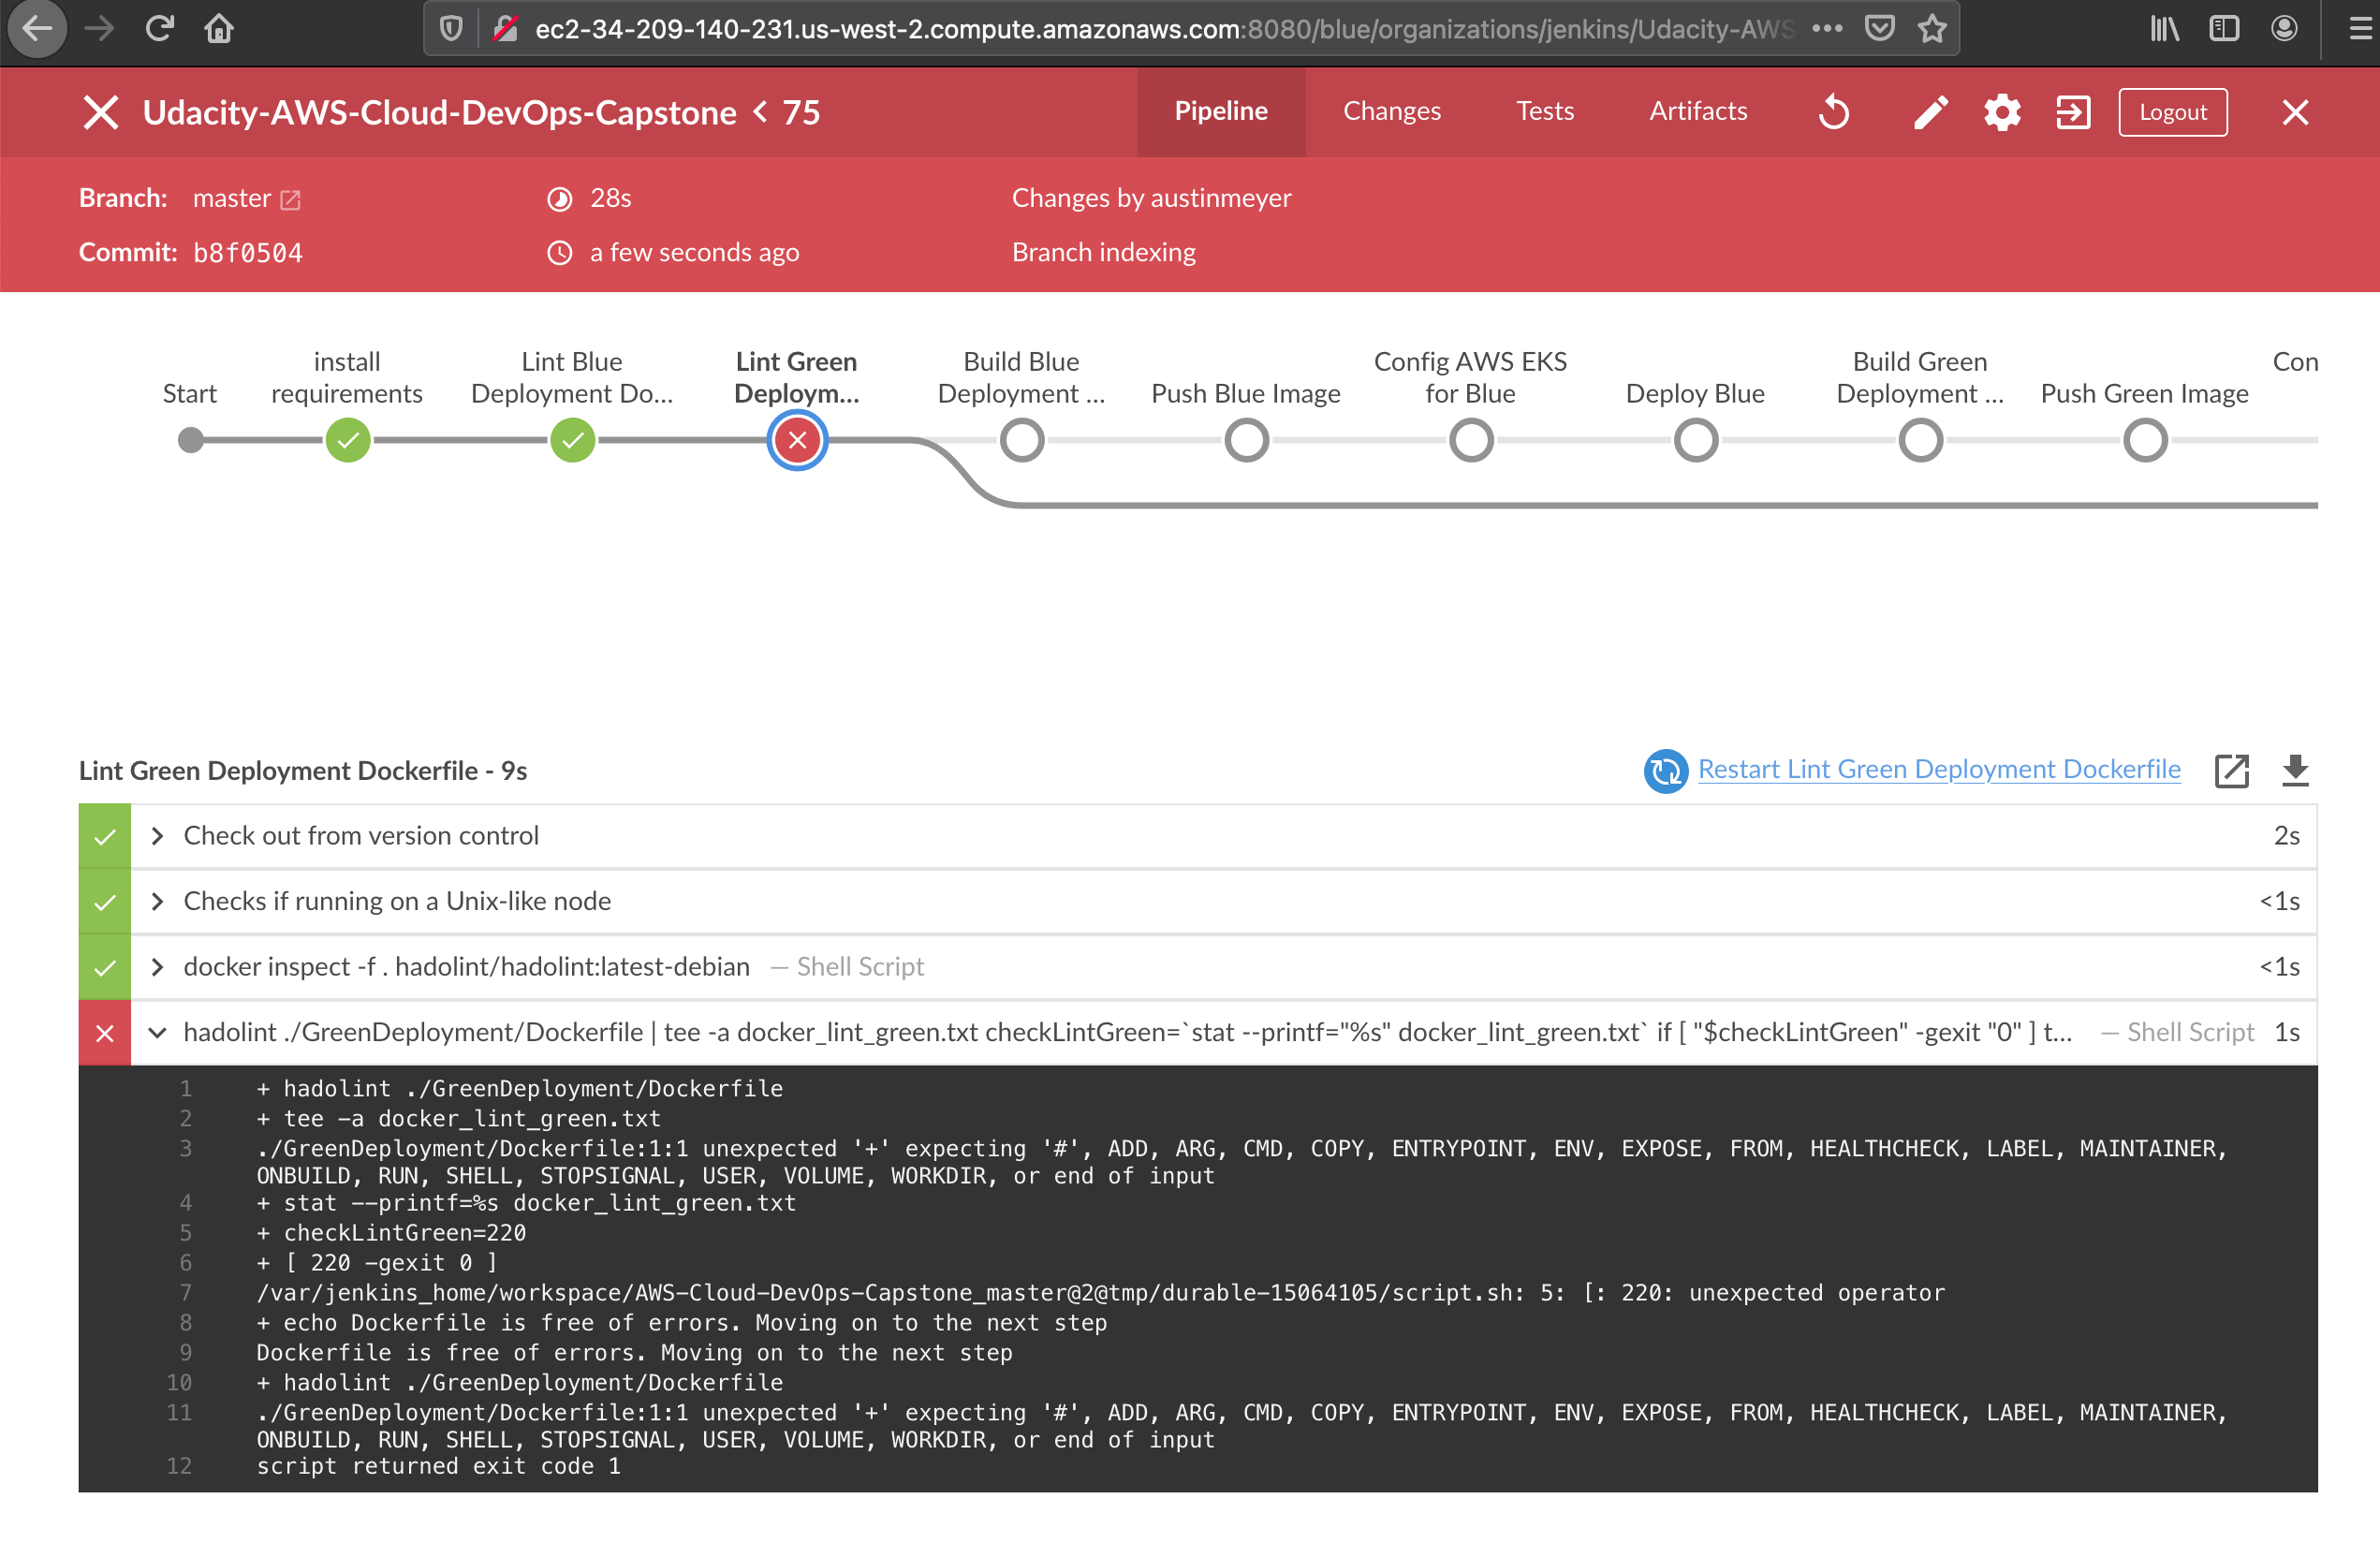 ec2-34-209-140-231.us-west-2.compute.amazonaws.com:8080/blue/organizations/jenkins/Udacity-AWS
Udacity-AWS-Cloud-DevOps-Capstone < 75
Pipeline
Changes
Tests
Artifacts
Logout
Branch: master
28s
Changes by austinmeyer
Commit: b8f0504
a few seconds ago
Branch indexing
Start
install
requirements
Lint Blue
Deployment Do...
Lint Green
Deploym...
Build Blue
Deployment ...
Push Blue Image
Config AWS EKS
for Blue
Deploy Blue
Build Green
Deployment ...
Push Green Image
Con
Lint Green Deployment Dockerfile - 9s
Restart Lint Green Deployment Dockerfile
Check out from version control 2s
Checks if running on a Unix-like node <1s
docker inspect -f . hadolint/hadolint:latest-debian — Shell Script <1s
hadolint ./GreenDeployment/Dockerfile | tee -a docker_lint_green.txt checkLintGreen=`stat --printf="%s" docker_lint_green.txt` if [ "$checkLintGreen" -gexit "0" ] t... — Shell Script 1s
1 + hadolint ./GreenDeployment/Dockerfile
2 + tee -a docker_lint_green.txt
3 ./GreenDeployment/Dockerfile:1:1 unexpected '+' expecting '#', ADD, ARG, CMD, COPY, ENTRYPOINT, ENV, EXPOSE, FROM, HEALTHCHECK, LABEL, MAINTAINER,
ONBUILD, RUN, SHELL, STOPSIGNAL, USER, VOLUME, WORKDIR, or end of input
4 + stat --printf=%s docker_lint_green.txt
5 + checkLintGreen=220
6 + [ 220 -gexit 0 ]
7 /var/jenkins_home/workspace/AWS-Cloud-DevOps-Capstone_master@2@tmp/durable-15064105/script.sh: 5: [: 220: unexpected operator
8 + echo Dockerfile is free of errors. Moving on to the next step
9 Dockerfile is free of errors. Moving on to the next step
10 + hadolint ./GreenDeployment/Dockerfile
11 ./GreenDeployment/Dockerfile:1:1 unexpected '+' expecting '#', ADD, ARG, CMD, COPY, ENTRYPOINT, ENV, EXPOSE, FROM, HEALTHCHECK, LABEL, MAINTAINER,
ONBUILD, RUN, SHELL, STOPSIGNAL, USER, VOLUME, WORKDIR, or end of input
12 script returned exit code 1